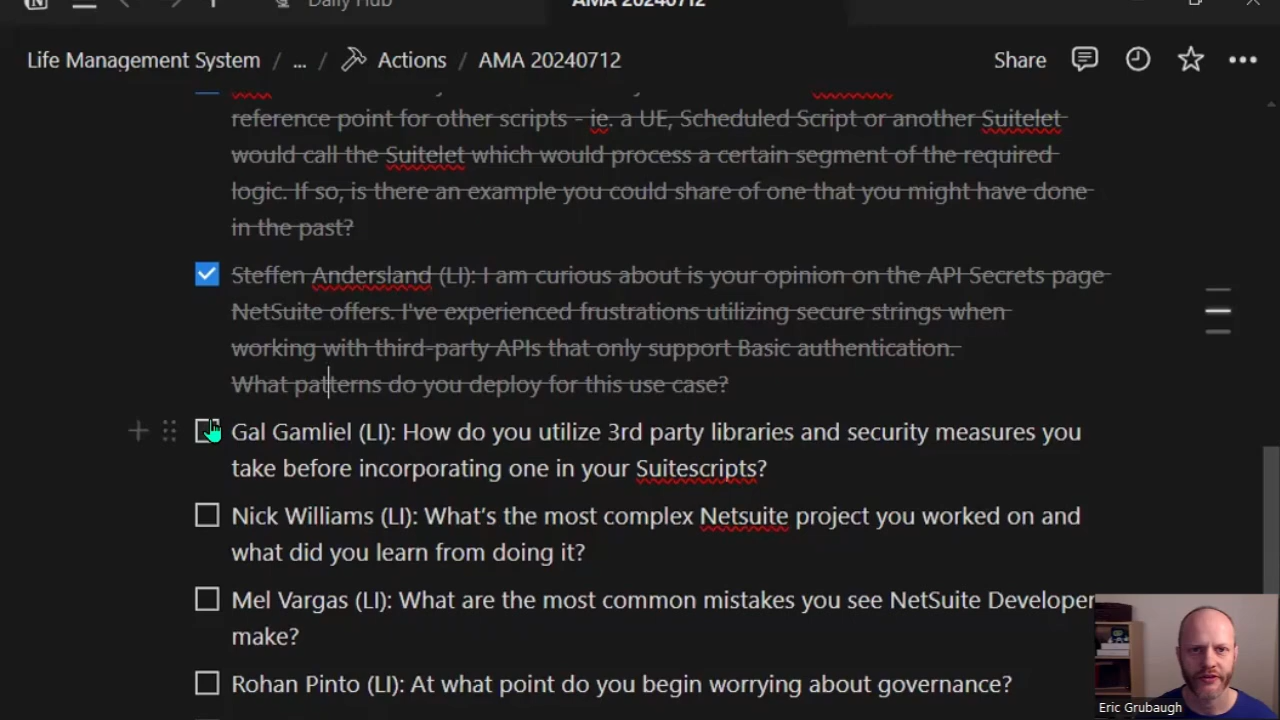 Daily Hub
AMA 20240712
Life Management System / ... / Actions / AMA 20240712
Share
reference point for other scripts - ie. a UE, Scheduled Script or another Suitelet
would call the Suitelet which would process a certain segment of the required
logic. If so, is there an example you could share of one that you might have done
in the past?
Steffen Andersland (LI): I am curious about is your opinion on the API Secrets page
NetSuite offers. I've experienced frustrations utilizing secure strings when
working with third-party APIs that only support Basic authentication.
What patterns do you deploy for this use case?
Gal Gamliel (LI): How do you utilize 3rd party libraries and security measures you
take before incorporating one in your Suitescripts?
Nick Williams (LI): What's the most complex Netsuite project you worked on and
what did you learn from doing it?
Mel Vargas (LI): What are the most common mistakes you see NetSuite Developer
make?
Rohan Pinto (LI): At what point do you begin worrying about governance?
Eric Grubaugh